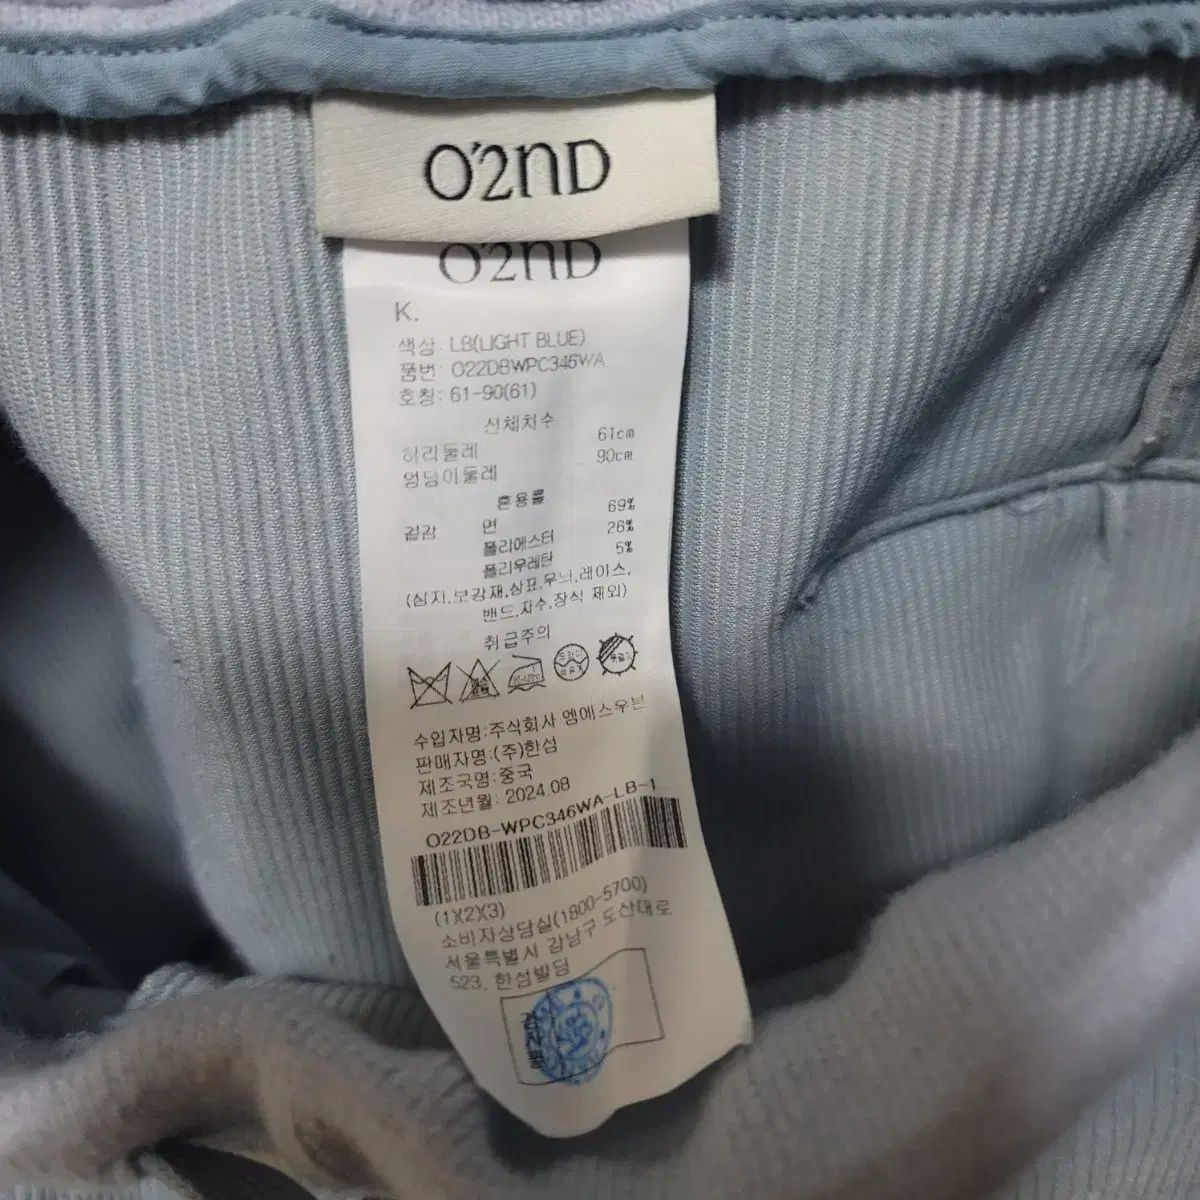 O'2ND
O'2ND
K.
색상: LB(LIGHT BLUE)
품번: O22DBWPC346WA
호칭: 61-90(61)
신체치수
허리둘레 61cm
엉덩이둘레 90cm
혼용률
겉감 면 69%
폴리에스터 26%
폴리우레탄 5%
(심지,보강재,상표,무늬,레이스,
밴드,자수,장식 제외)
취급주의
수입자명:주식회사 엠에스우븐
판매자명:(주)한섬
제조국명:중국
제조년월: 2024.08
O22DB-WPC346WA-LB-1
(1)(2)(3)
소비자상담실(1800-5700)
서울특별시 강남구 도산대로
523, 한섬빌딩